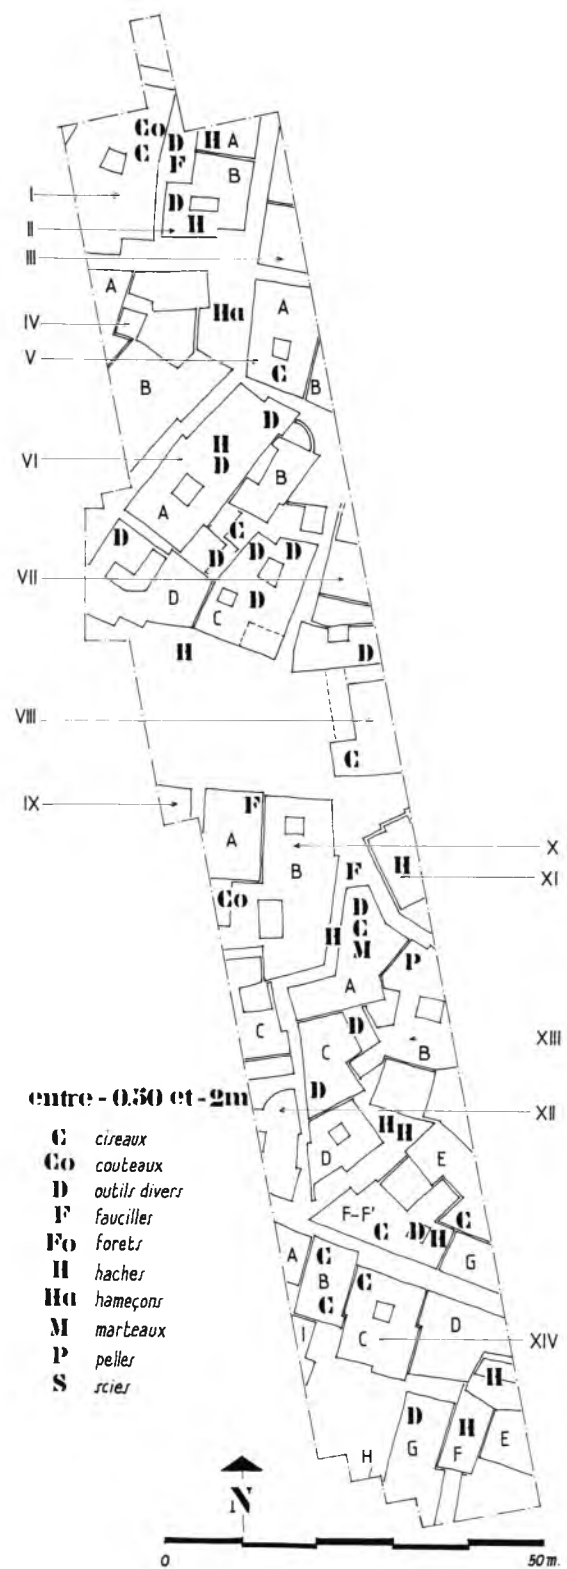 Co
C
D
F
H A
B
I
D
II
H
III
A
A
IV
Ha
V
C
B
B
D
H
D
VI
B
A
C
D
D
D
D
VII
D
C
D
H
D
VIII
C
IX
F
A
X
B
F
H
XI
Co
D
C
H
M
P
A
D
XIII
C
C
B
D
entre - 0.50 et - 2m
XII
H H
D
E
C ciseaux
Co couteaux
D outils divers
F faucilles
Fo forets
H haches
Ha hameçons
M marteaux
P pelles
S scies
F-F'
C
D
H
C
G
A
C
B
C
C
I
C
D
XIV
H
D
H
G
F
E
H
N
0
50 m.